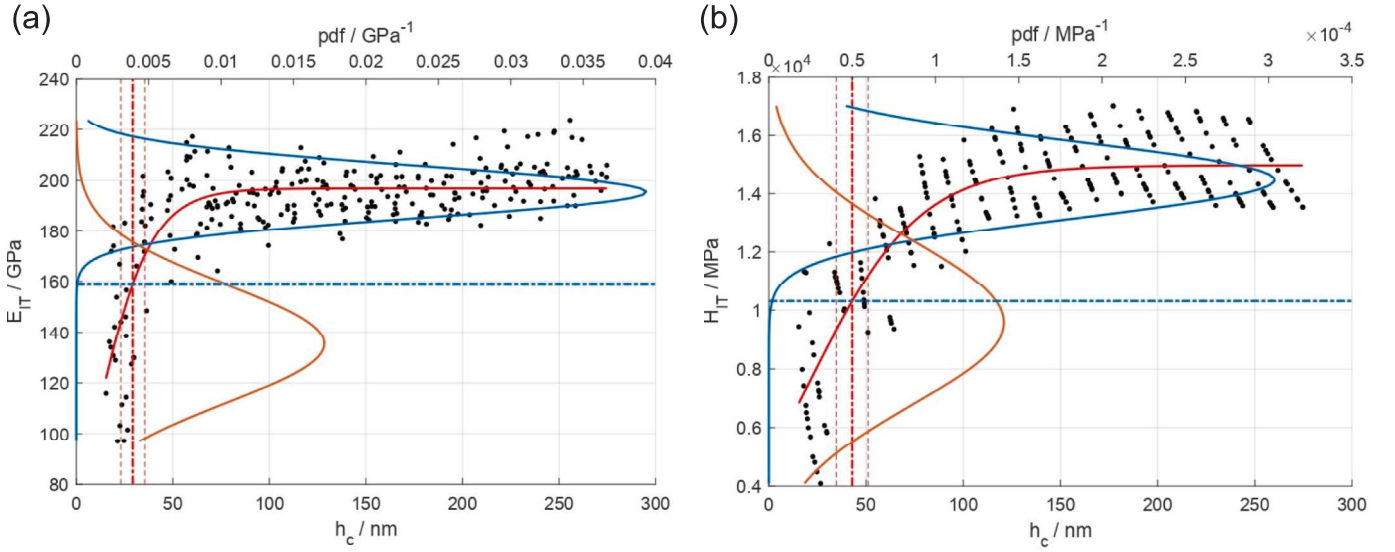 (a)
pdf / GPa⁻¹
0 0.005 0.01 0.015 0.02 0.025 0.03 0.035 0.04
240
220
200
180
160
140
120
100
80
E_IT / GPa
0 50 100 150 200 250 300
h_c / nm
(b)
pdf / MPa⁻¹
×10⁻⁴
0 0.5 1 1.5 2 2.5 3 3.5
×10⁴
1.8
1.6
1.4
1.2
1
0.8
0.6
0.4
H_IT / MPa
0 50 100 150 200 250 300
h_c / nm